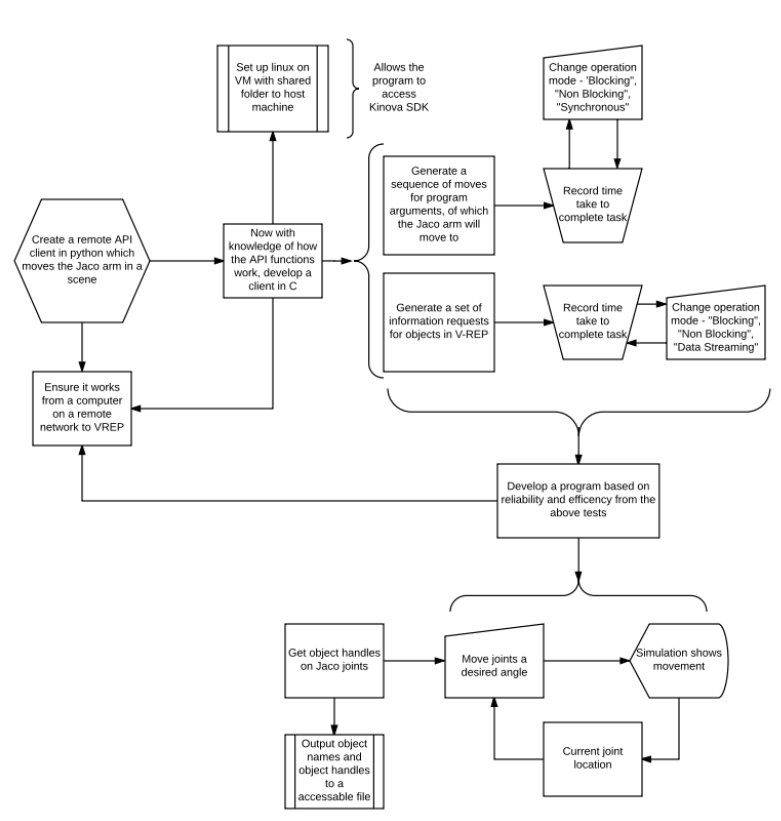 Set up linux on
VM with shared
folder to host
machine
Allows the
program to
access
Kinova SDK
Change operation
mode - 'Blocking",
"Non Blocking",
"Synchronous"
Generate a
sequence of moves
for program
arguments, of which
the Jaco arm will
move to
Record time
take to
complete task
Create a remote API
client in python which
moves the Jaco arm in a
scene
Now with
knowledge of how
the API functions
work, develop a
client in C
Generate a set of
information requests
for objects in V-REP
Record time
take to
complete task
Change operation
mode - "Blocking",
"Non Blocking",
"Data Streaming"
Ensure it works
from a computer
on a remote
network to VREP
Develop a program based on
reliability and efficency from the
above tests
Get object handles
on Jaco joints
Move joints a
desired angle
Simulation shows
movement
Output object
names and
object handles
to a
accessable file
Current joint
location